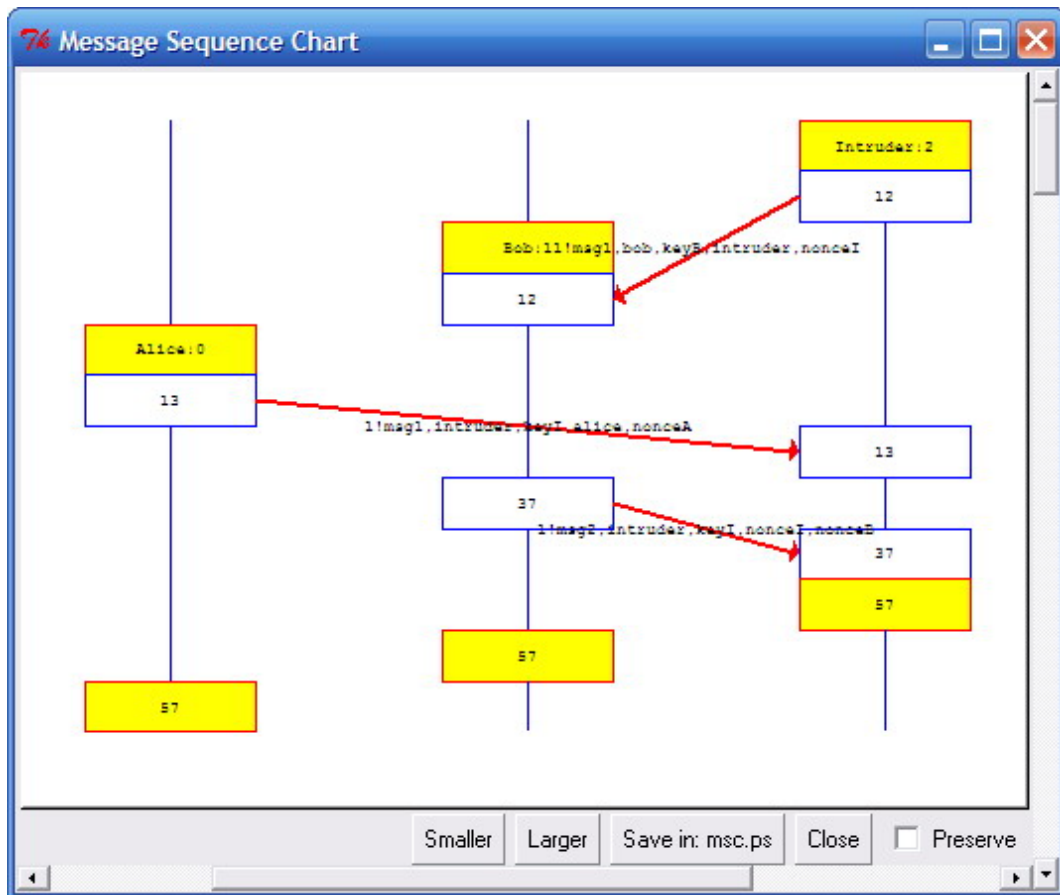 Message Sequence Chart
Intruder:2
12
Bob:11!msg1,bob,keyB,intruder,nonceI
12
Alice:0
13
1!msg1,intruder,keyI,alice,nonceA
13
37
1!msg2,intruder,keyI,nonceI,nonceB
37
57
57
57
Smaller Larger Save in: msc.ps Close Preserve